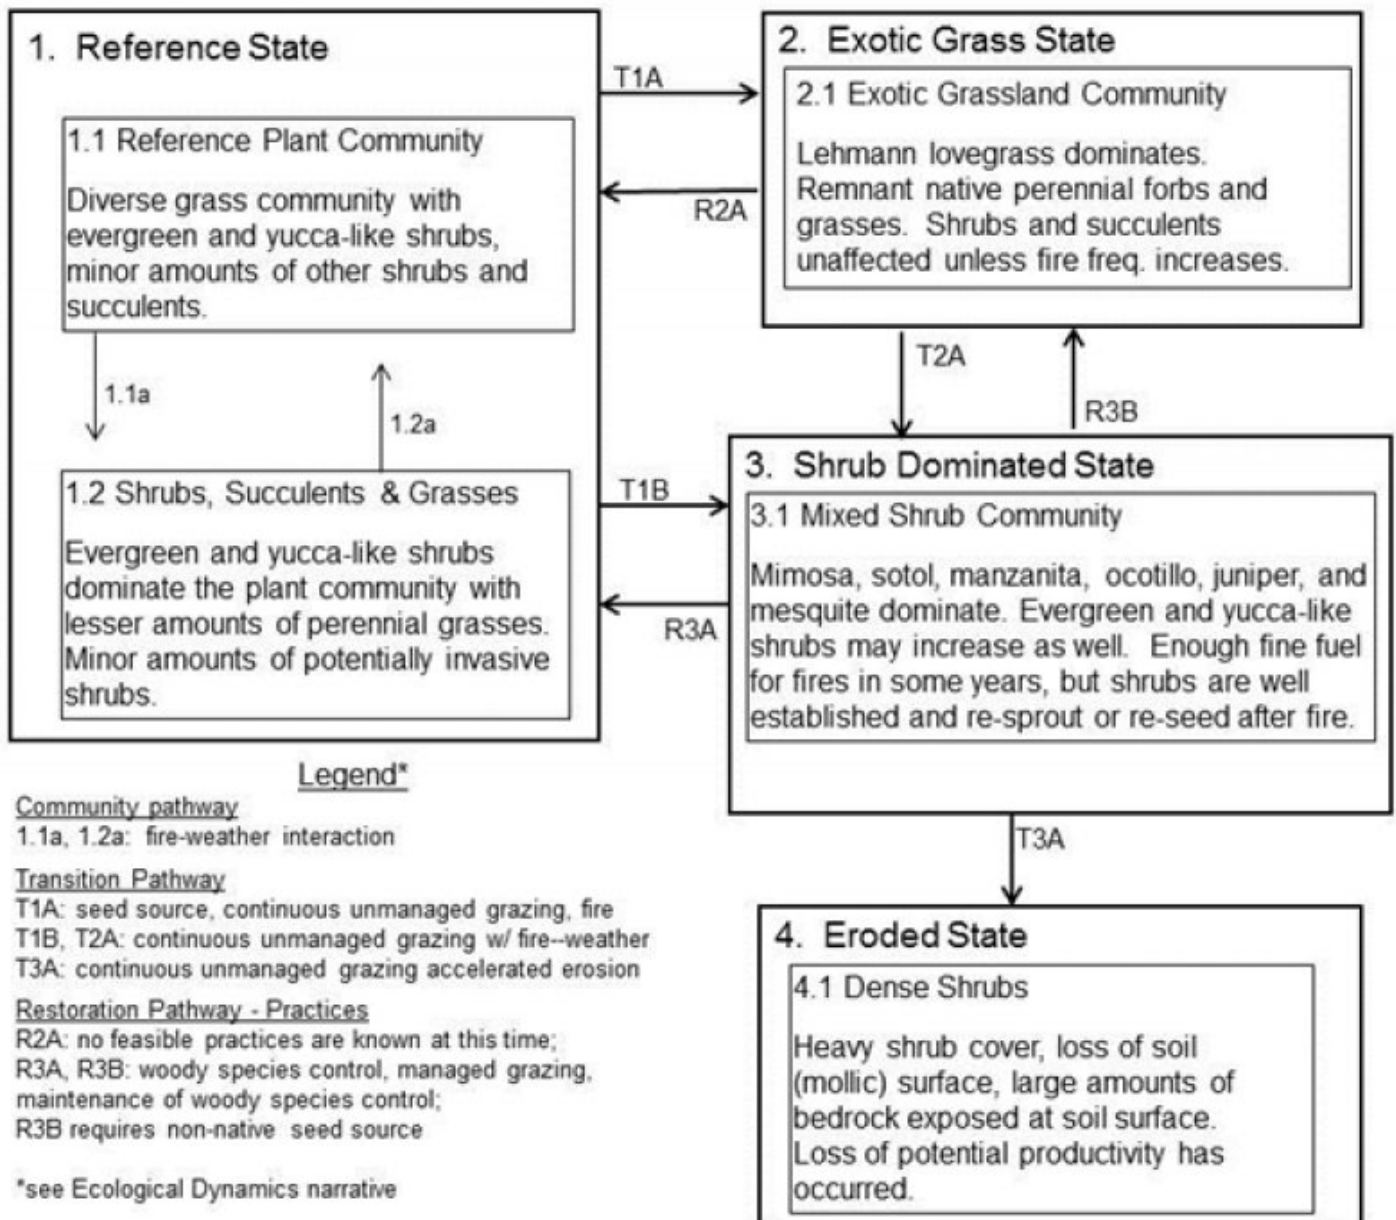 1. Reference State
1.1 Reference Plant Community
Diverse grass community with
evergreen and yucca-like shrubs,
minor amounts of other shrubs and
succulents.
1.1a
1.2a
1.2 Shrubs, Succulents & Grasses
Evergreen and yucca-like shrubs
dominate the plant community with
lesser amounts of perennial grasses.
Minor amounts of potentially invasive
shrubs.
T1A
R2A
2. Exotic Grass State
2.1 Exotic Grassland Community
Lehmann lovegrass dominates.
Remnant native perennial forbs and
grasses. Shrubs and succulents
unaffected unless fire freq. increases.
T2A
R3B
T1B
R3A
3. Shrub Dominated State
3.1 Mixed Shrub Community
Mimosa, sotol, manzanita, ocotillo, juniper, and
mesquite dominate. Evergreen and yucca-like
shrubs may increase as well. Enough fine fuel
for fires in some years, but shrubs are well
established and re-sprout or re-seed after fire.
T3A
4. Eroded State
4.1 Dense Shrubs
Heavy shrub cover, loss of soil
(mollic) surface, large amounts of
bedrock exposed at soil surface.
Loss of potential productivity has
occurred.
Legend*
Community pathway
1.1a, 1.2a: fire-weather interaction
Transition Pathway
T1A: seed source, continuous unmanaged grazing, fire
T1B, T2A: continuous unmanaged grazing w/ fire--weather
T3A: continuous unmanaged grazing accelerated erosion
Restoration Pathway - Practices
R2A: no feasible practices are known at this time;
R3A, R3B: woody species control, managed grazing,
maintenance of woody species control;
R3B requires non-native seed source
*see Ecological Dynamics narrative